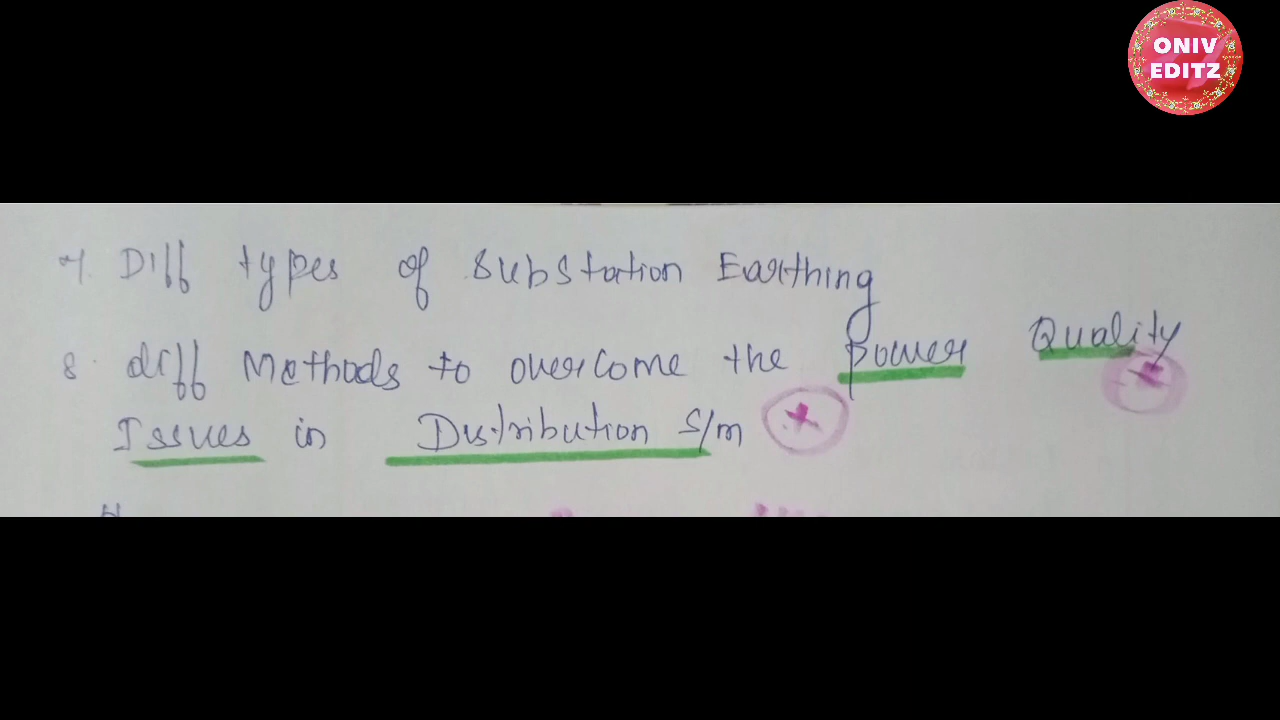 ONIV
EDITZ
7. Diff types of Substation Earthing
8. diff Methods to overcome the Power Quality
Issues in Distribution S/m